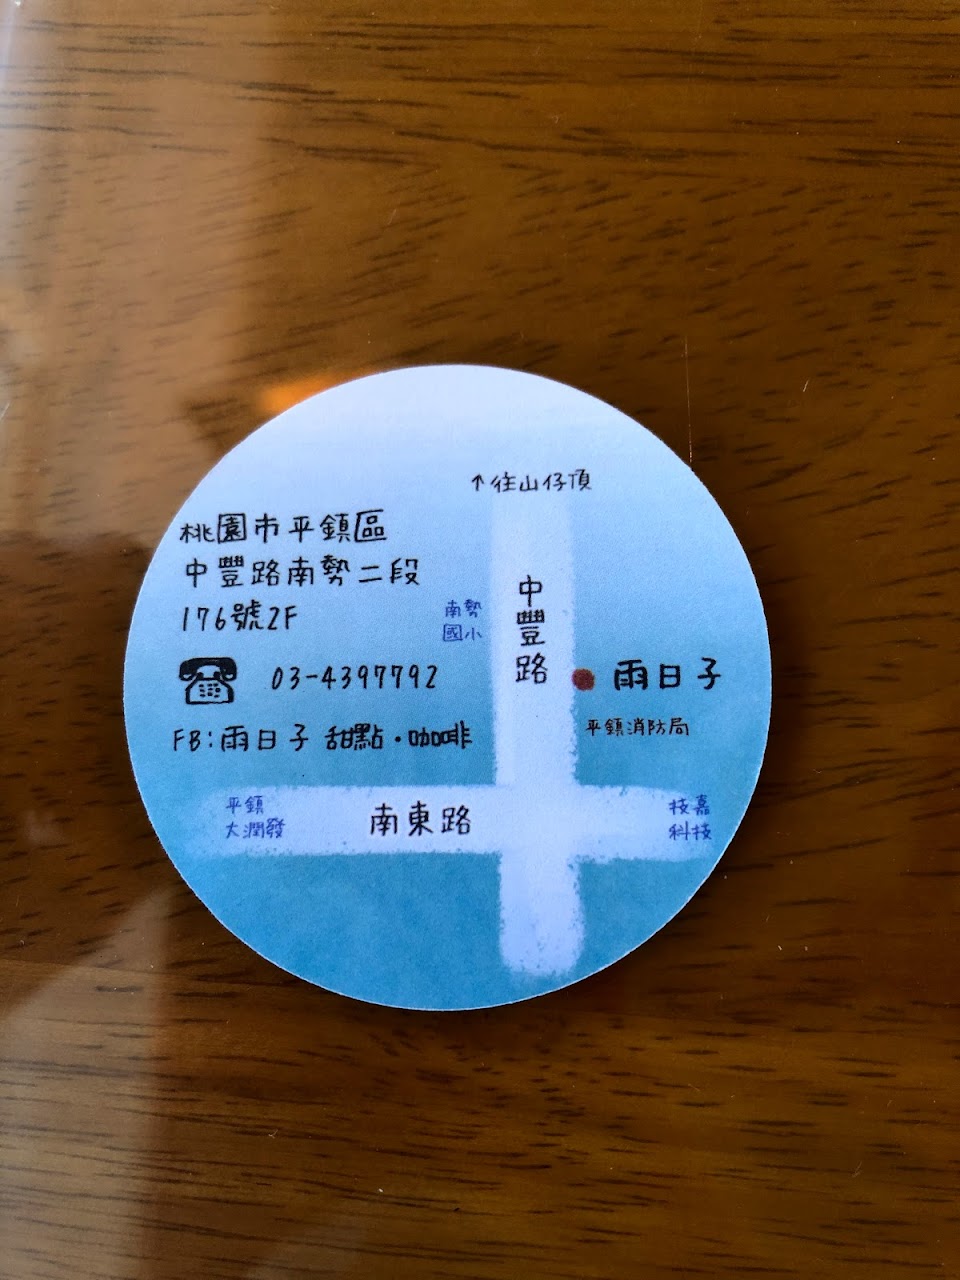 ↑往山仔頂
桃園市平鎮區
中豐路南勢二段
176號2F
03-4397792
FB:雨日子 甜點·咖啡
南勢
國小
中豐路
雨日子
平鎮消防局
平鎮
大潤發
南東路
技嘉
科技